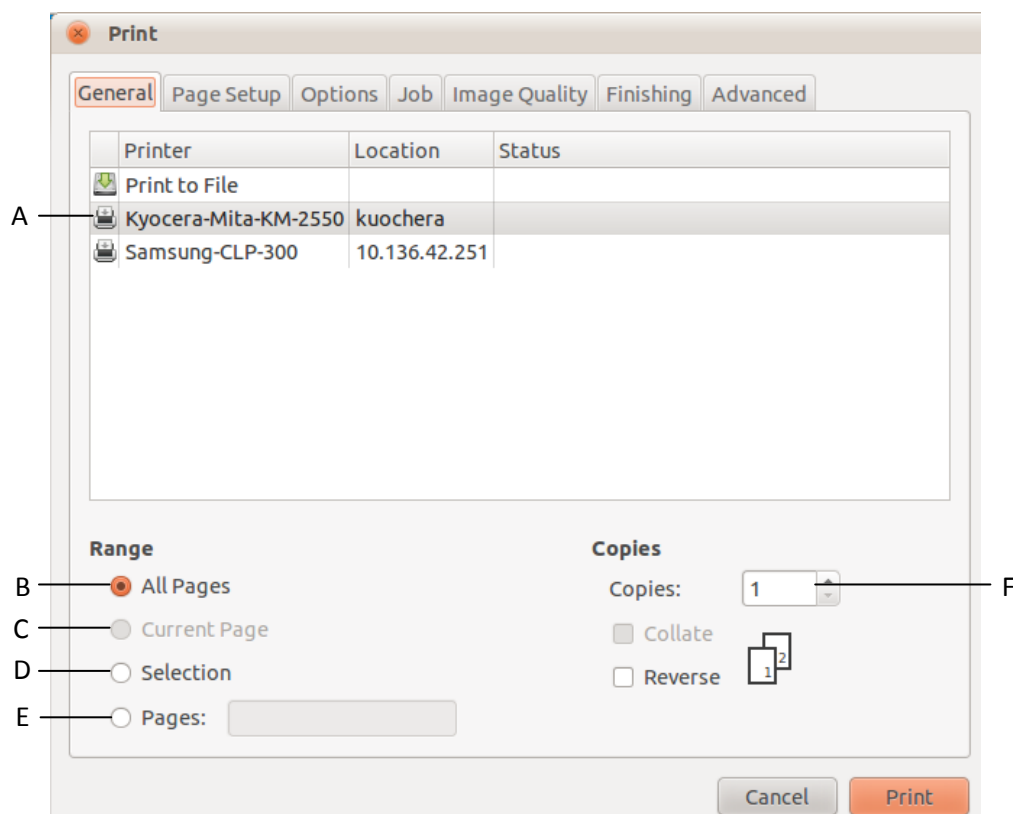 Print
General Page Setup Options Job Image Quality Finishing Advanced
Printer Location Status
Print to File
A Kyocera-Mita-KM-2550 kuochera
Samsung-CLP-300 10.136.42.251
Range Copies
B All Pages Copies: 1 F
C Current Page Collate
D Selection Reverse 1 2
E Pages:
Cancel Print